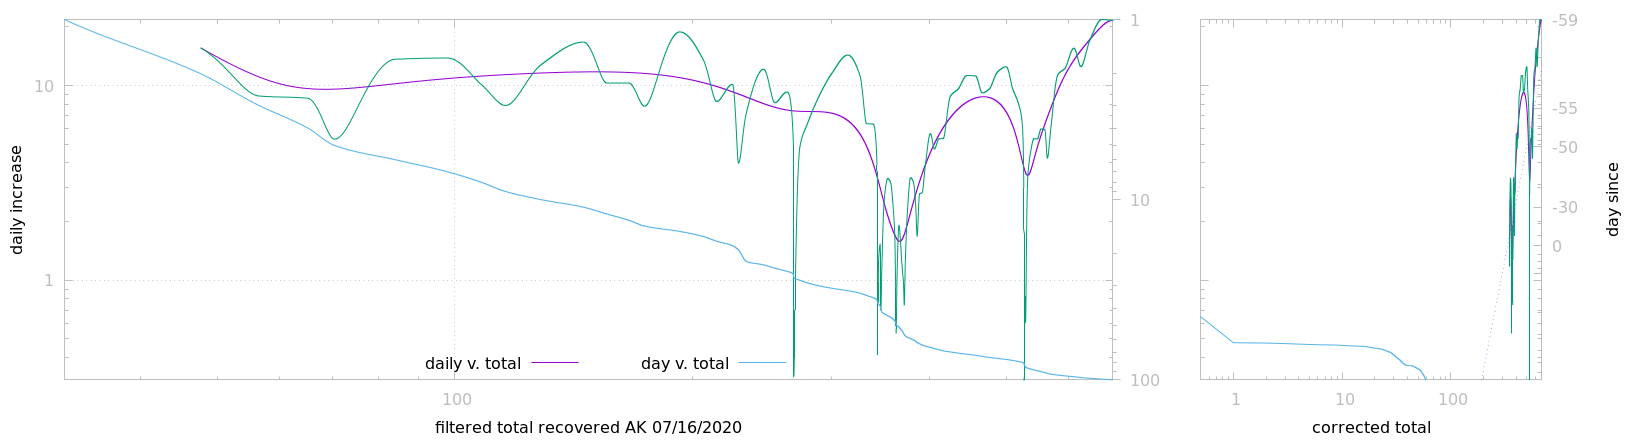 daily increase
10
1
100
1
10
100
daily v. total
day v. total
filtered total recovered AK 07/16/2020
-59
-55
-50
-30
0
day since
1
10
100
corrected total